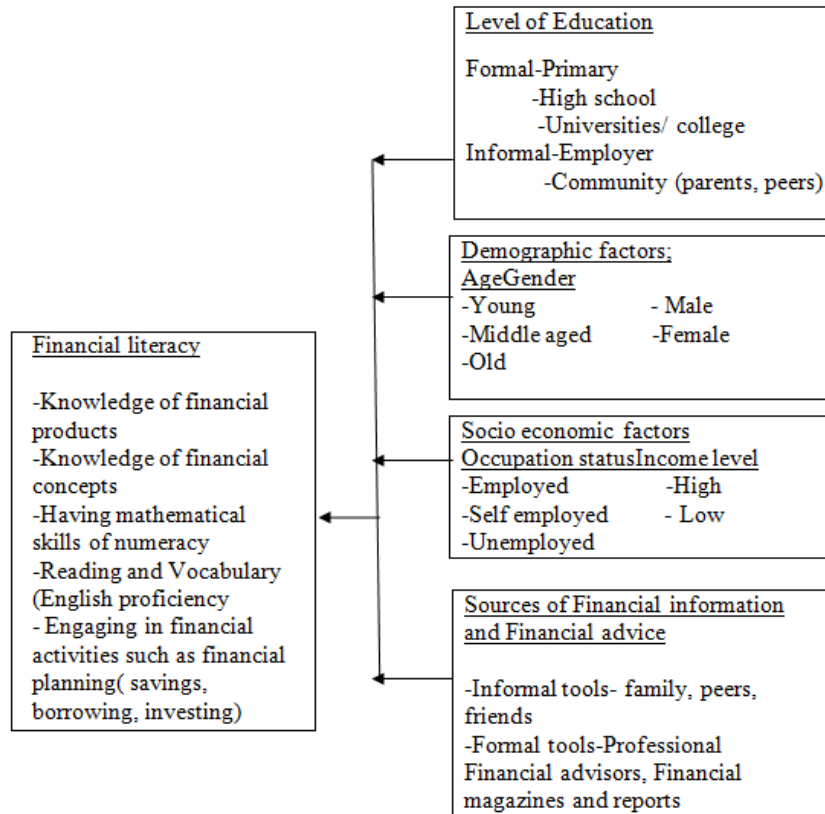 Level of Education
Formal-Primary
-High school
-Universities/ college
Informal-Employer
-Community (parents, peers)
Demographic factors;
AgeGender
-Young - Male
-Middle aged -Female
-Old
Financial literacy
-Knowledge of financial
products
-Knowledge of financial
concepts
-Having mathematical
skills of numeracy
-Reading and Vocabulary
(English proficiency
- Engaging in financial
activities such as financial
planning( savings,
borrowing, investing)
Socio economic factors
Occupation statusIncome level
-Employed -High
-Self employed - Low
-Unemployed
Sources of Financial information
and Financial advice
-Informal tools- family, peers,
friends
-Formal tools-Professional
Financial advisors, Financial
magazines and reports